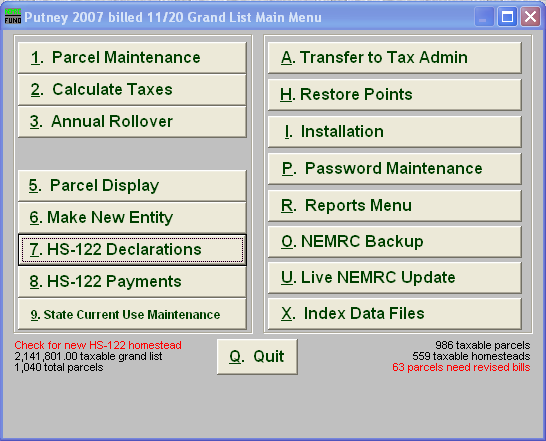 FUND
Putney 2007 billed 11/20 Grand List Main Menu
1. Parcel Maintenance
2. Calculate Taxes
3. Annual Rollover
5. Parcel Display
6. Make New Entity
7. HS-122 Declarations
8. HS-122 Payments
9. State Current Use Maintenance
A. Transfer to Tax Admin
H. Restore Points
I. Installation
P. Password Maintenance
R. Reports Menu
O. NEMRC Backup
U. Live NEMRC Update
X. Index Data Files
Check for new HS-122 homestead
2,141,801.00 taxable grand list
1,040 total parcels
Q. Quit
986 taxable parcels
559 taxable homesteads
63 parcels need revised bills